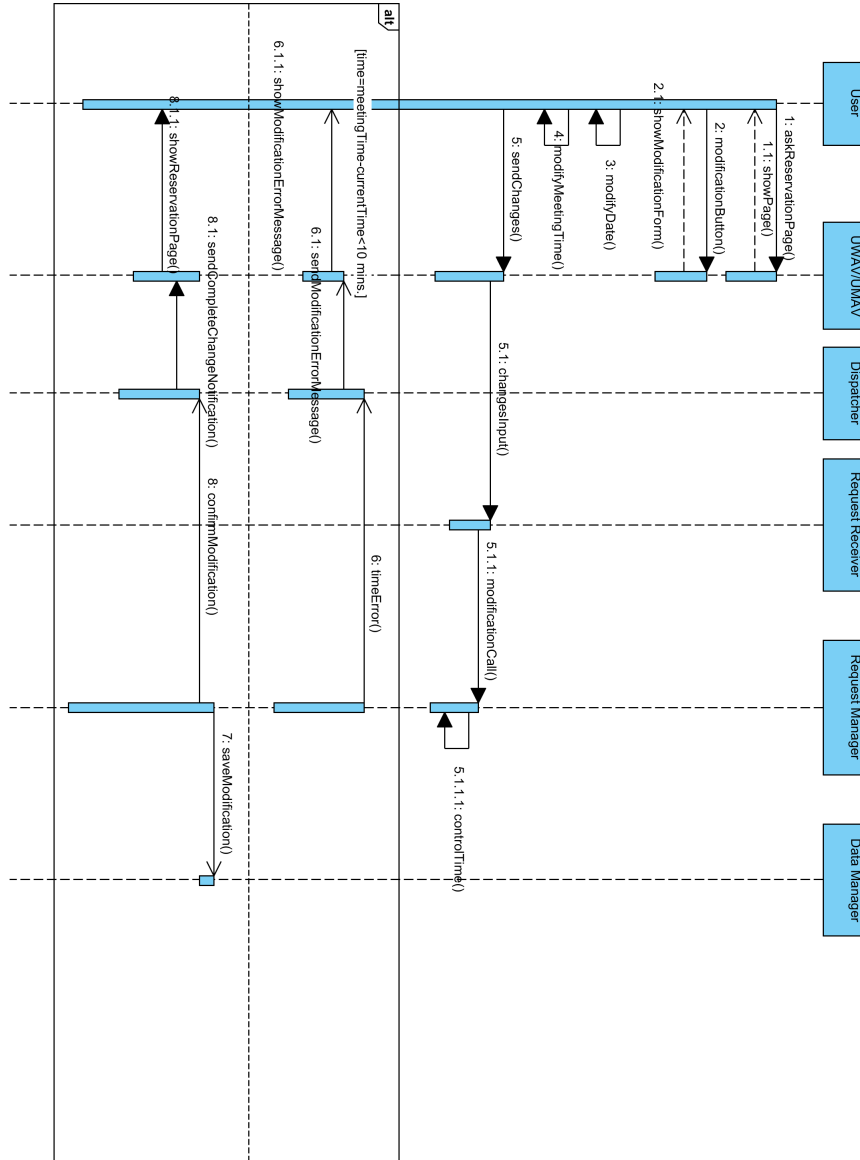 User
UWAV/UMAV
Dispatcher
Request Receiver
Request Manager
Data Manager
1: askReservationPage()
1.1: showPage()
2: modificationButton()
2.1: showModificationForm()
3: modifyDate()
4: modifyMeetingTime()
5: sendChanges()
5.1: changesInput()
5.1.1: modificationCall()
5.1.1.1: controlTime()
alt
[time=meetingTime-currentTime<10 mins.]
6: timeError()
6.1: sendModificationErrorMessage()
6.1.1: showModificationErrorMessage()
7: saveModification()
8: confirmModification()
8.1: sendCompleteChangeNotification()
8.1.1: showReservationPage()